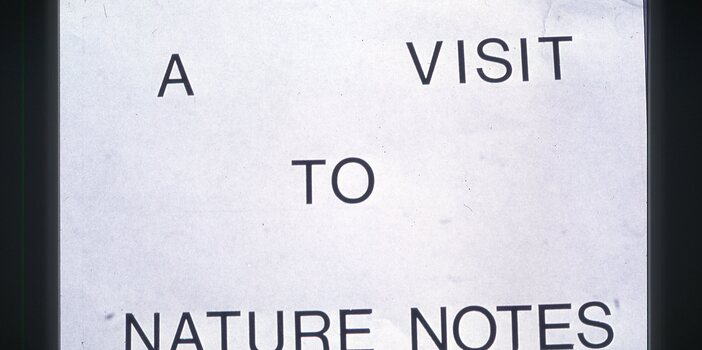 A VISIT
TO
NATURE NOTES